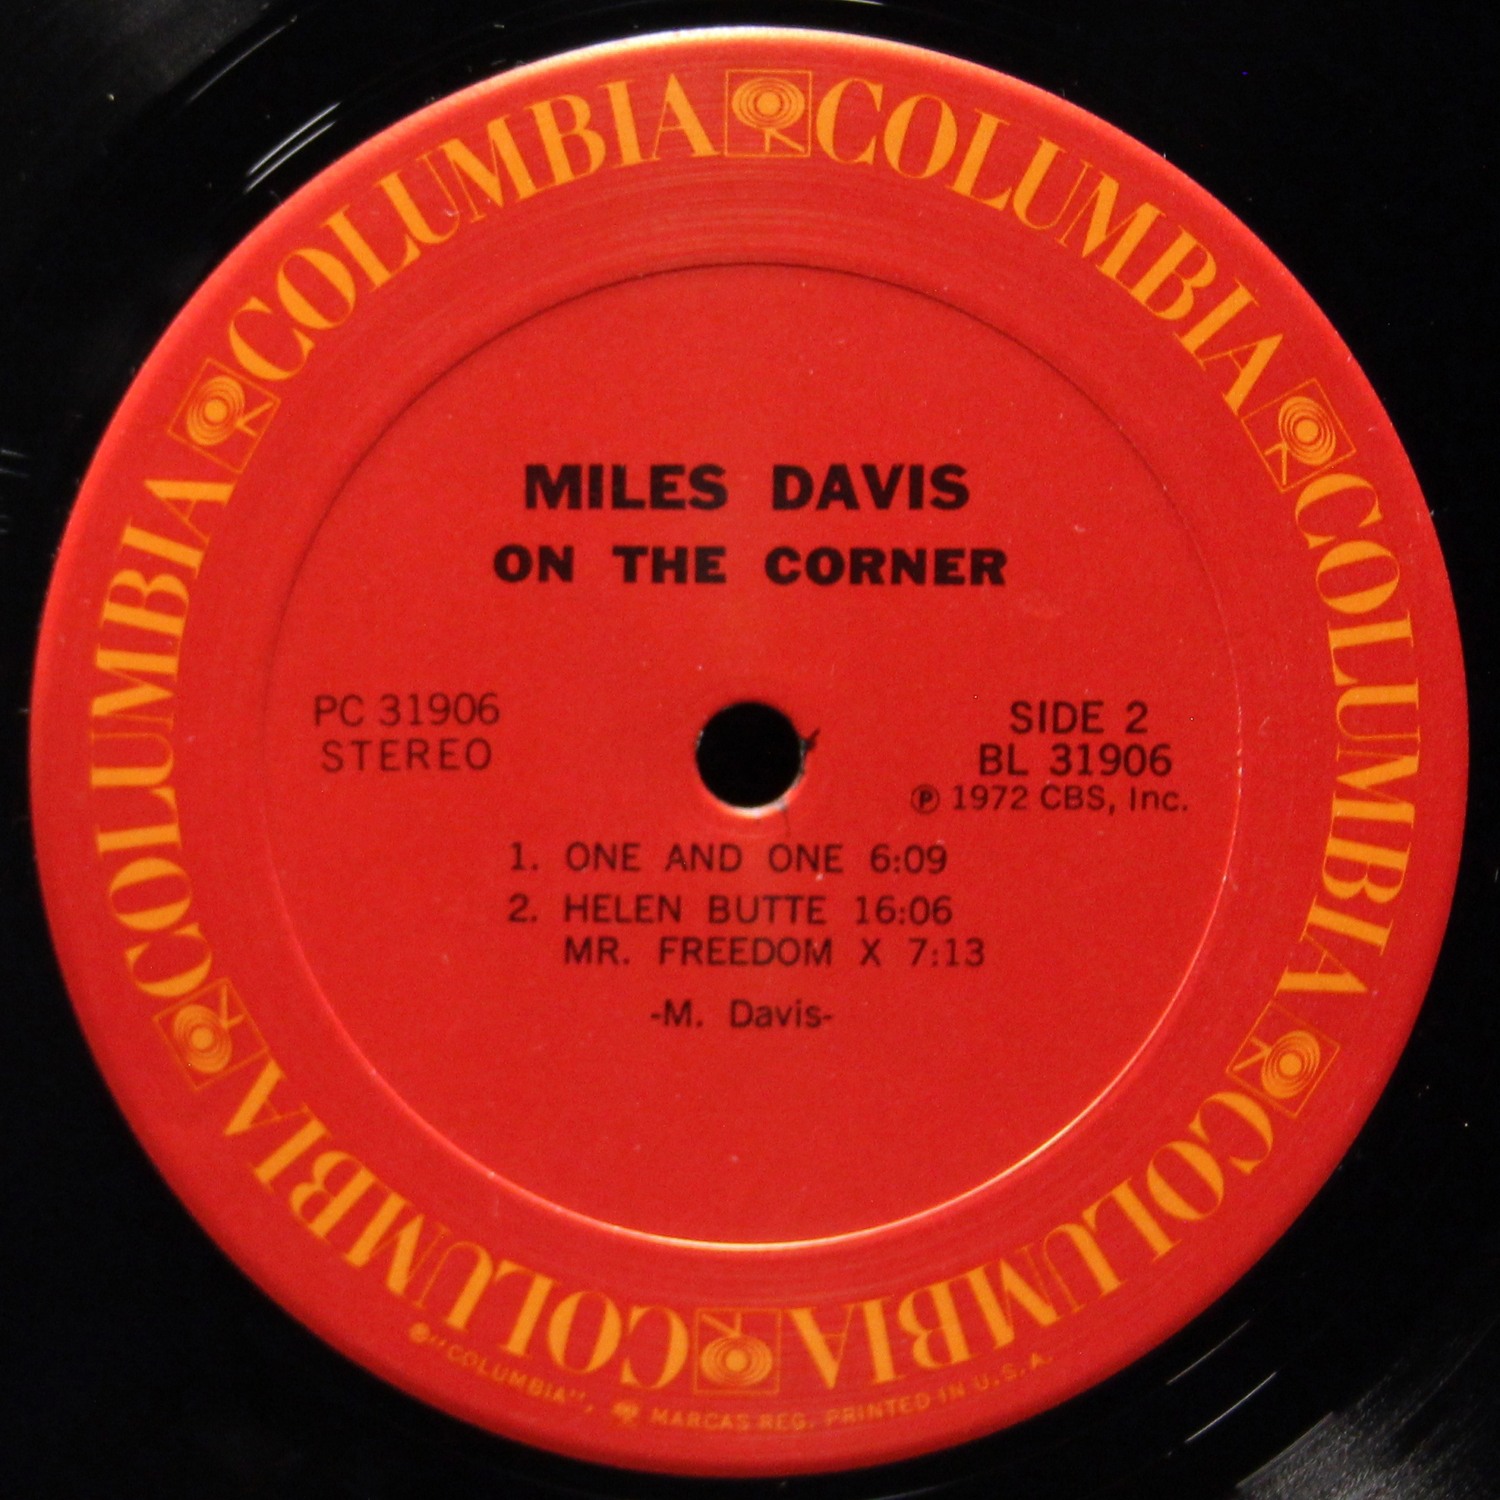 COLUMBIA COLUMBIA COLUMBIA COLUMBIA COLUMBIA COLUMBIA
MILES DAVIS
ON THE CORNER
PC 31906
STEREO
SIDE 2
BL 31906
℗ 1972 CBS, Inc.
1. ONE AND ONE 6:09
2. HELEN BUTTE 16:06
MR. FREEDOM X 7:13
-M. Davis-
® "COLUMBIA", MARCAS REG. PRINTED IN U.S.A.